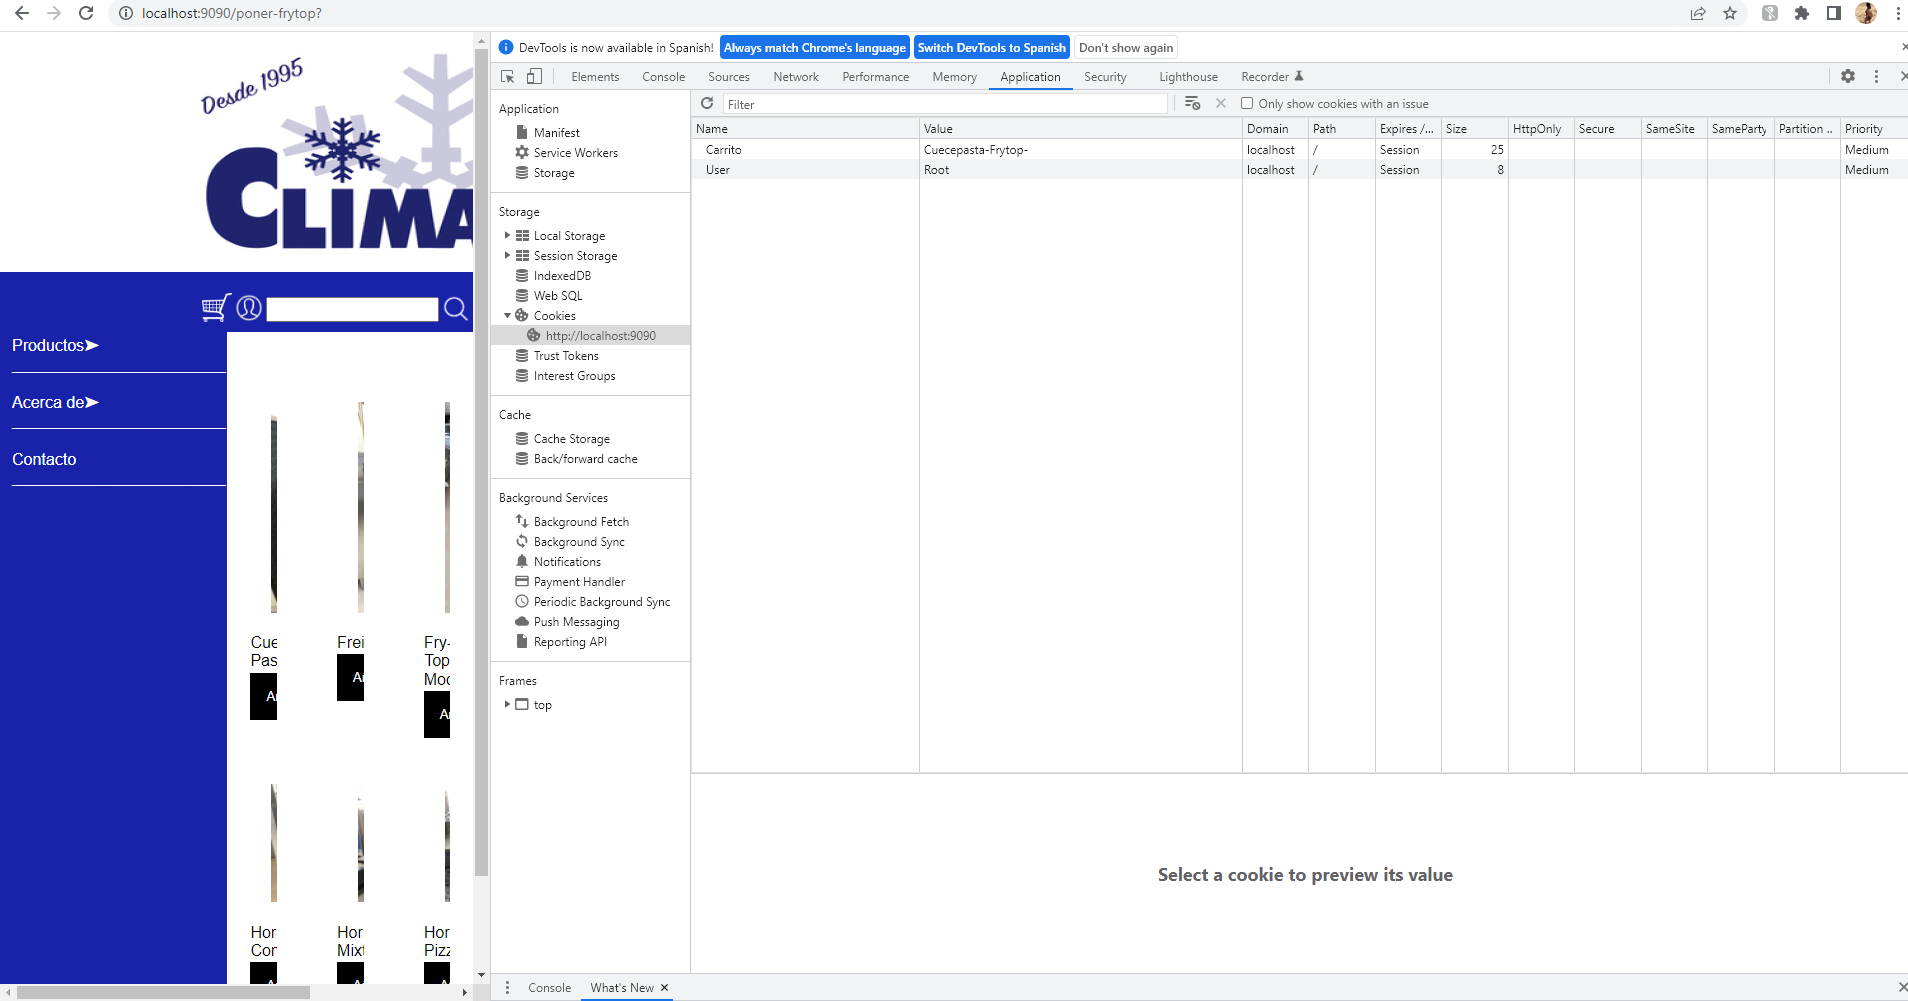 localhost:9090/poner-frytop?
Desde 1995
CLIMA
Productos➤
Acerca de➤
Contacto
Cue
Pas
Frei
Fry-
Top
Hor
Cor
Hor
Hor
Pizz
DevTools is now available in Spanish! Always match Chrome's language Switch DevTools to Spanish Don't show again
Elements Console Sources Network Performance Memory Application Security Lighthouse Recorder
Application
Manifest
Service Workers
Storage
Storage
Local Storage
Session Storage
IndexedDB
Web SQL
Cookies
http://localhost:9090
Trust Tokens
Interest Groups
Cache
Cache Storage
Back/forward cache
Background Services
Background Fetch
Background Sync
Notifications
Payment Handler
Periodic Background Sync
Push Messaging
Reporting API
Frames
top
Filter Only show cookies with an issue
Name Value Domain Path Expires /... Size HttpOnly Secure SameSite SameParty Partition .. Priority
Carrito Cuecepasta-Frytop- localhost / Session 25 Medium
User Root localhost / Session 8 Medium
Select a cookie to preview its value
Console What's New